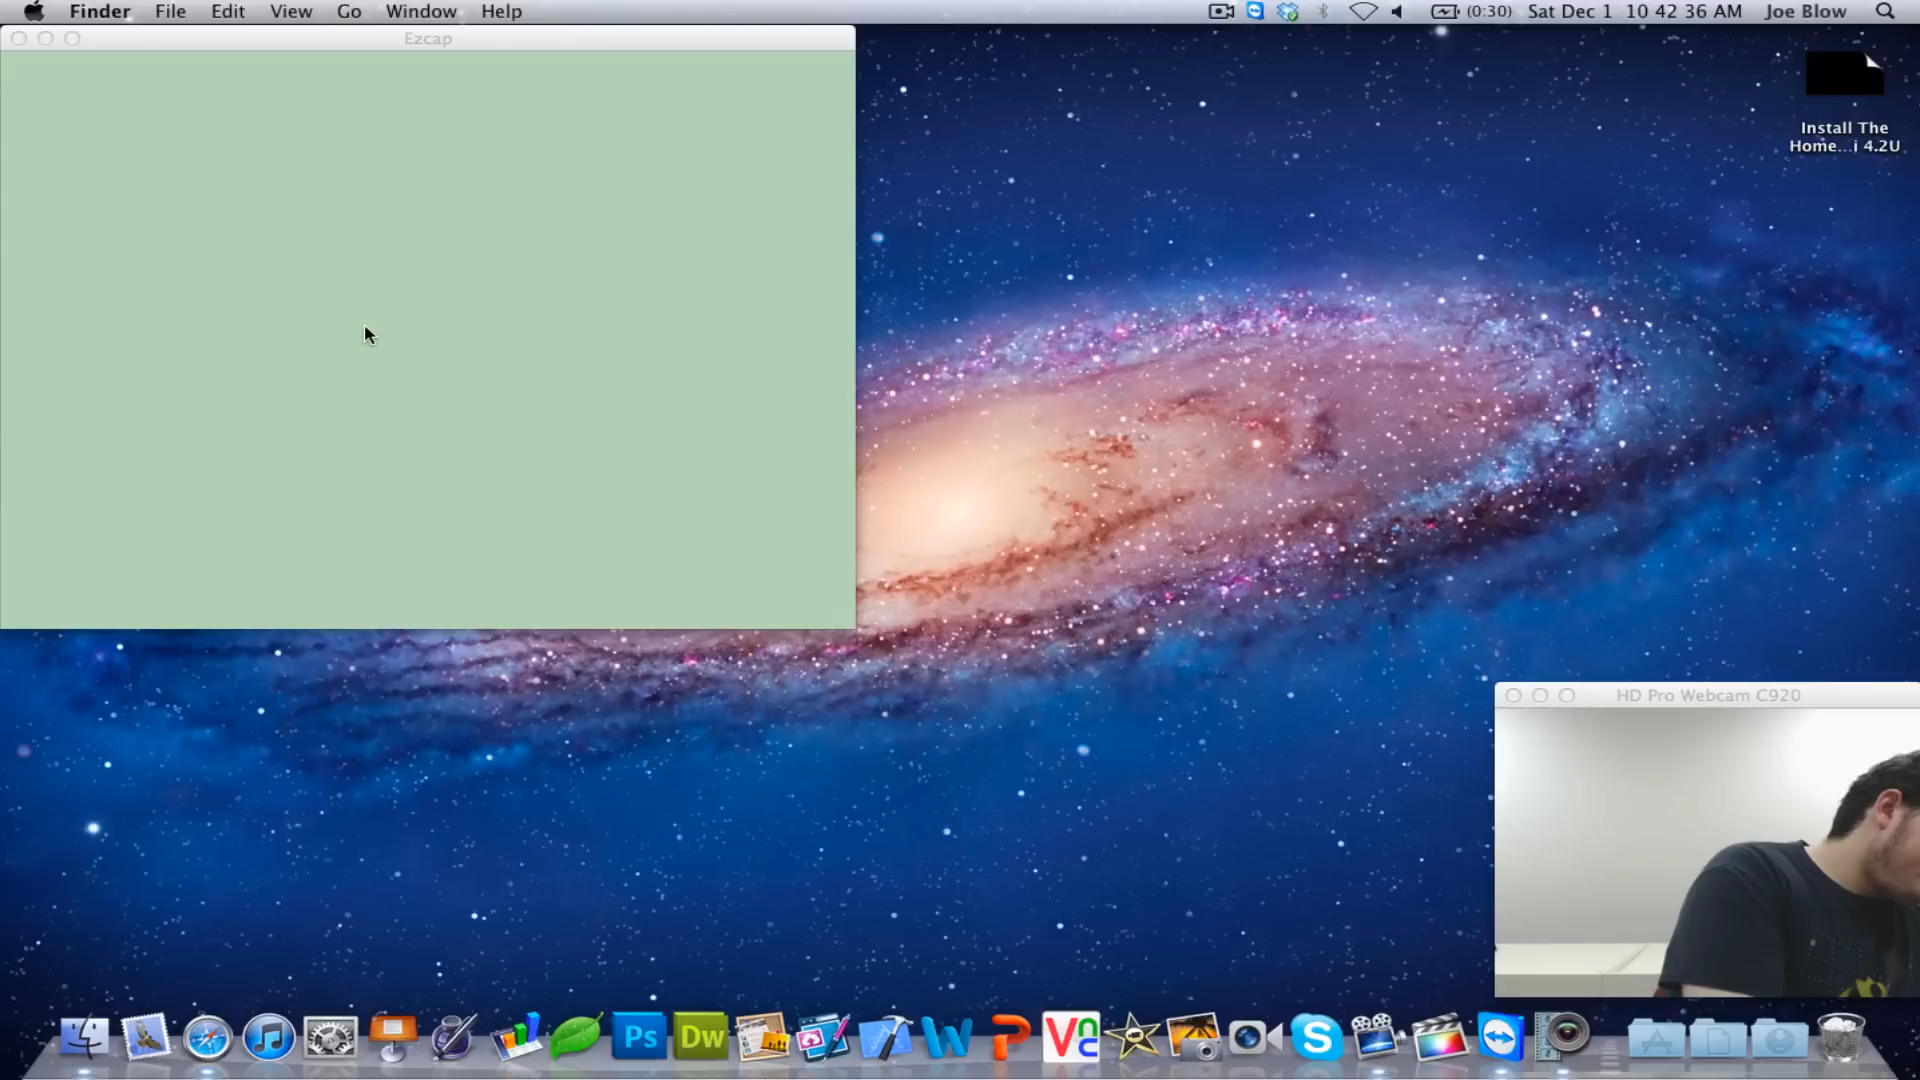 Finder File Edit View Go Window Help (0:30) Sat Dec 1 10 42 36 AM Joe Blow
Ezcap
Install The
Home...i 4.2U
HD Pro Webcam C920
Ps Dw W P VNC S